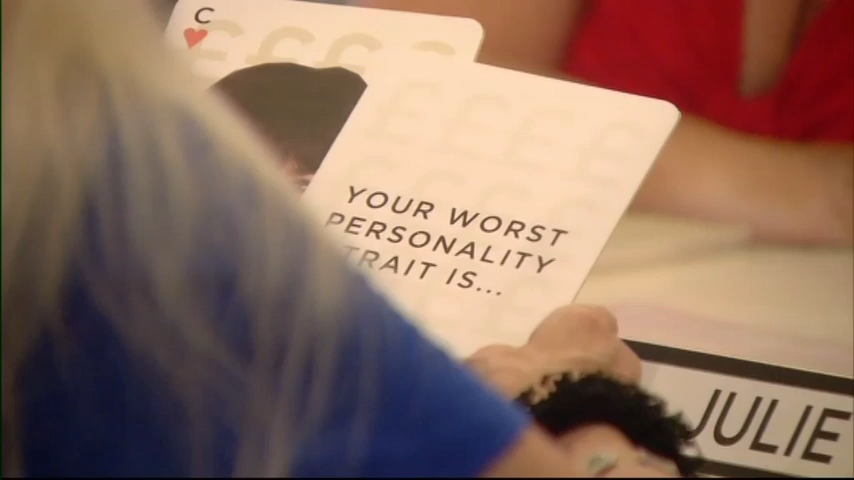 C
£££
YOUR WORST
PERSONALITY
TRAIT IS...
JULIE